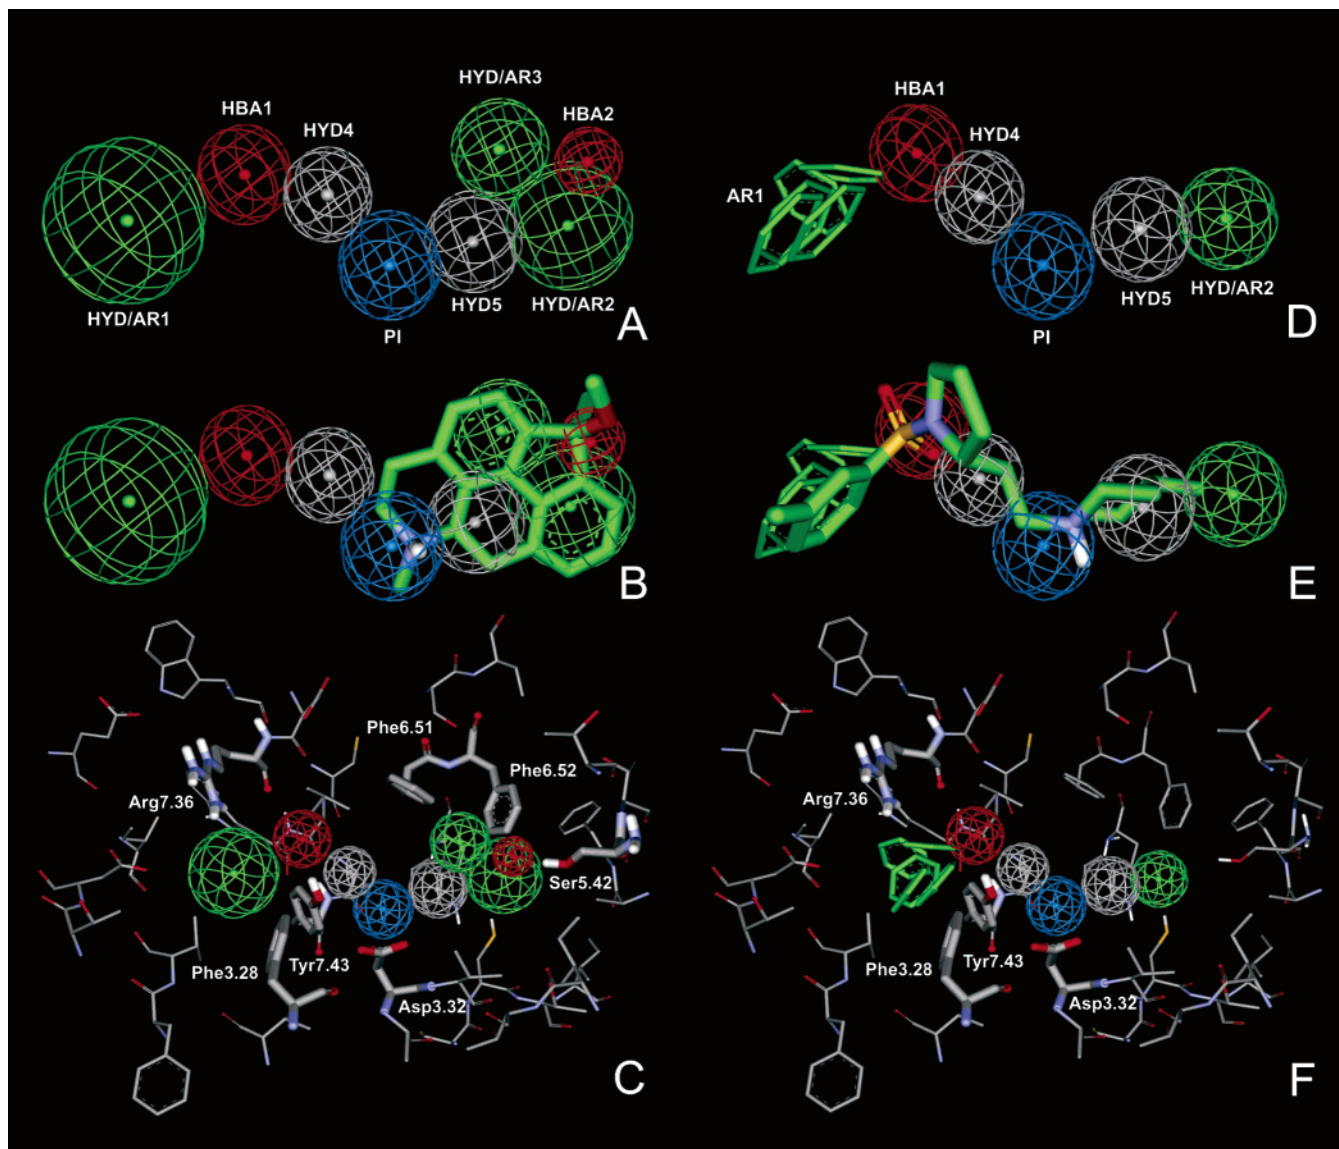 HYD/AR3
HBA1
HBA2
HYD4
HYD/AR1
HYD5
HYD/AR2
PI
A
HBA1
HYD4
AR1
HYD5
HYD/AR2
PI
D
B
E
Phe6.51
Phe6.52
Arg7.36
Ser5.42
Phe3.28
Tyr7.43
Asp3.32
C
Arg7.36
Phe3.28
Tyr7.43
Asp3.32
F